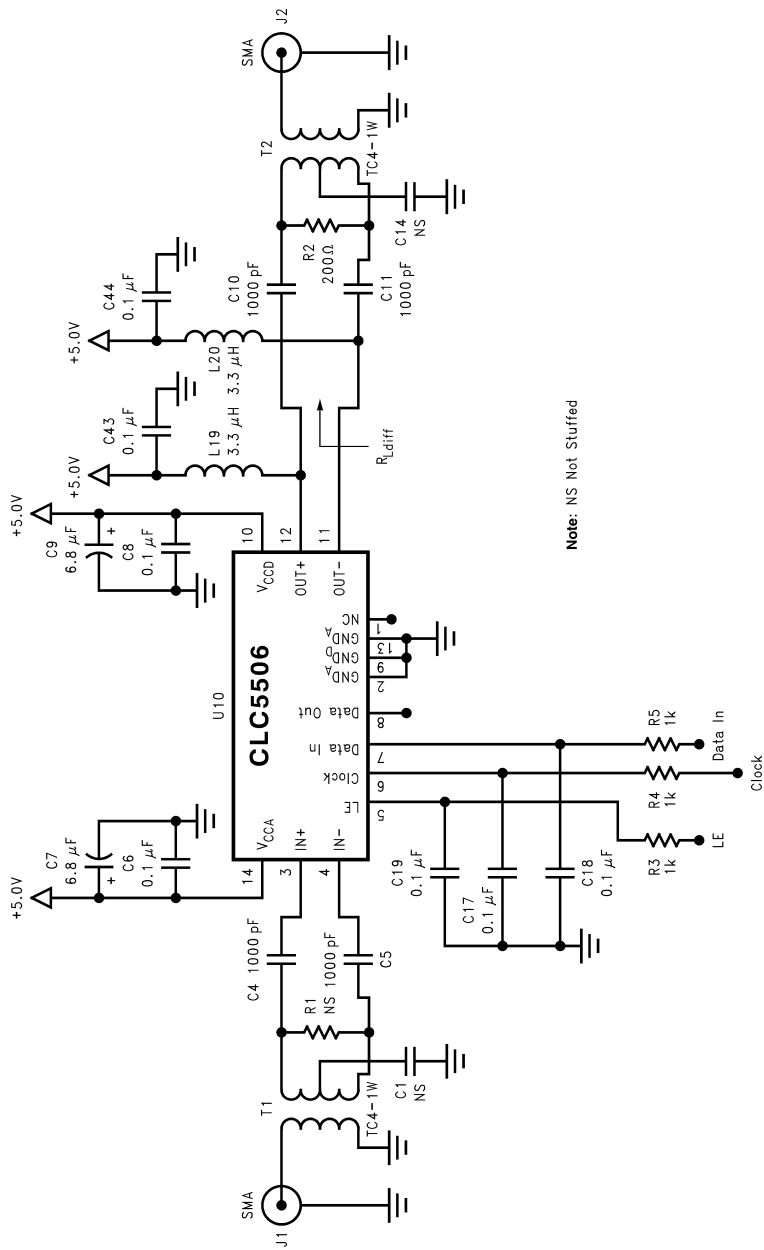 +5.0V
C7
6.8 µF
+
C6
0.1 µF
+5.0V
C9
6.8 µF
+
C8
0.1 µF
+5.0V
C43
0.1 µF
L19
3.3 µH
+5.0V
C44
0.1 µF
L20
3.3 µH
SMA
J1
T1
TC4-1W
C1
NS
R1
NS
C4 1000 pF
1000 pF
C5
U10
CLC5506
14
VCCA
3
IN+
4
IN-
10
VCCD
12
OUT+
11
OUT-
LE
5
Clock
6
Data In
7
Data Out
8
GNDA
2
GNDD
9
GNDA
13
NC
1
RLdiff
C10
1000 pF
C11
1000 pF
R2
200Ω
C14
NS
T2
TC4-1W
SMA
J2
C19
0.1 µF
C17
0.1 µF
C18
0.1 µF
R3
1k
LE
R4
1k
Clock
R5
1k
Data In
Note: NS Not Stuffed